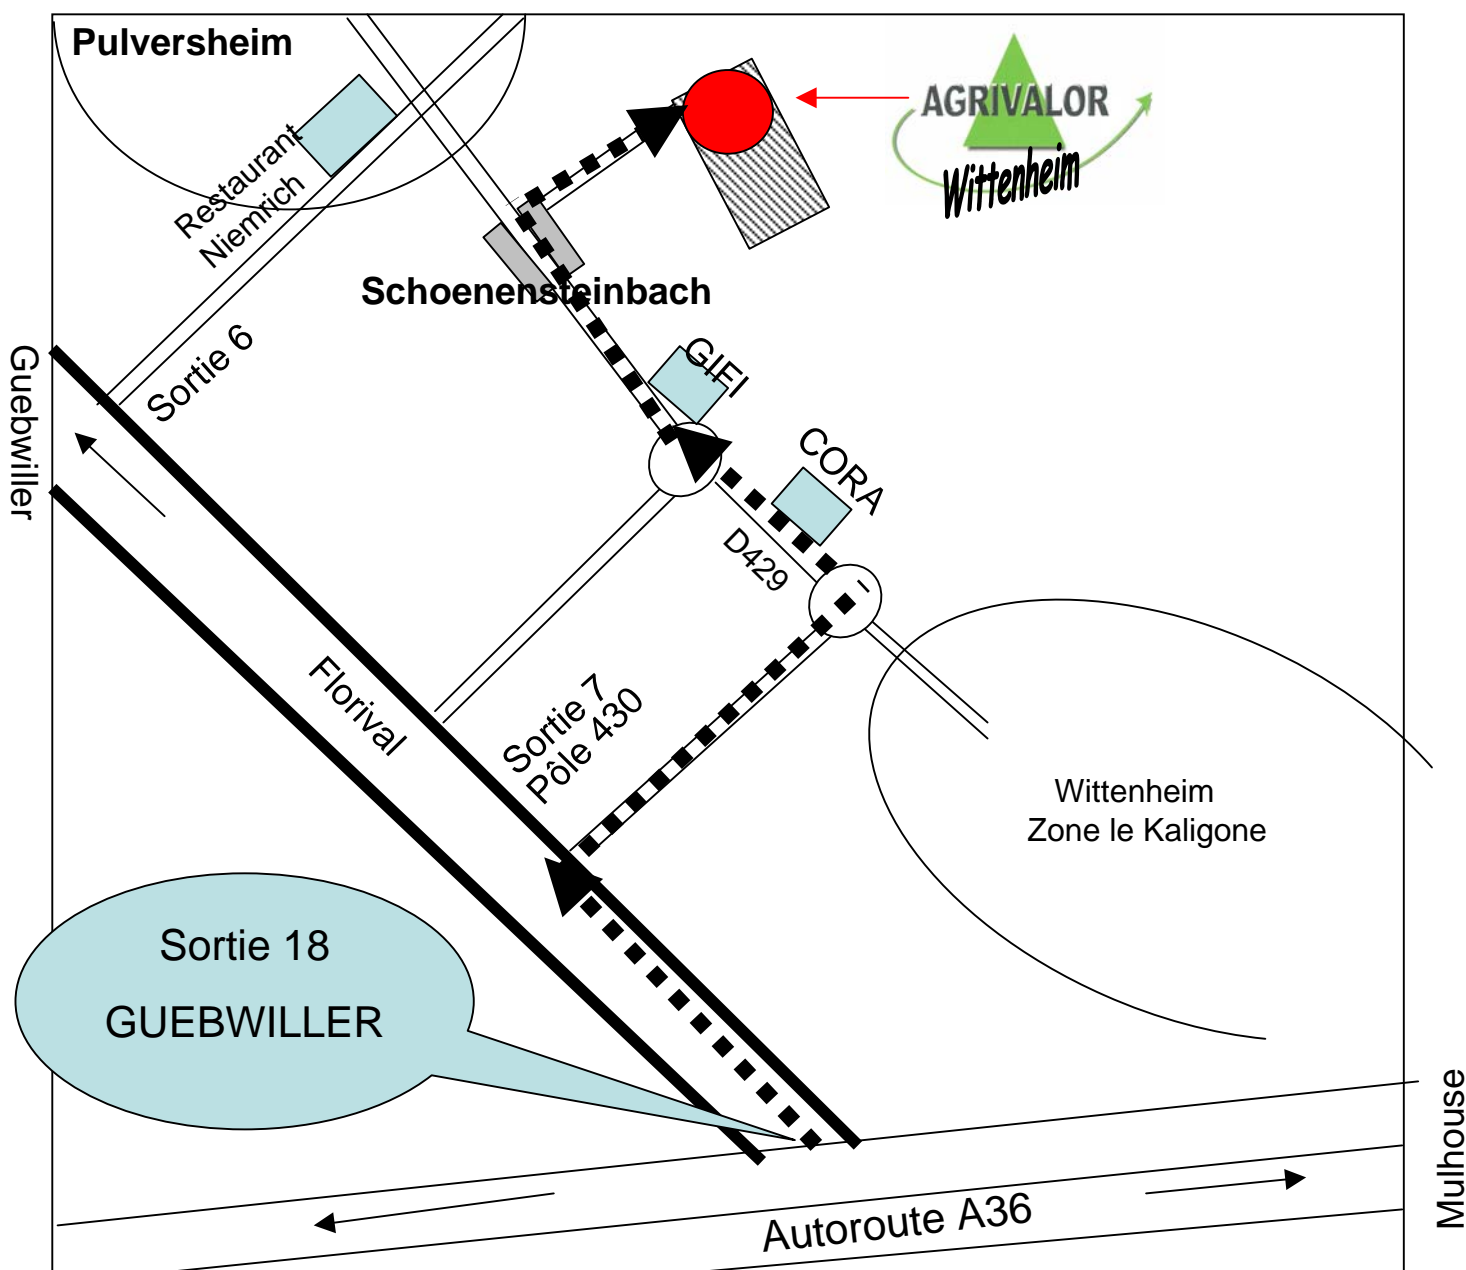 Pulversheim
AGRIVALOR
Wittenheim
Restaurant
Niemrich
Schoenensteinbach
Guebwiller
Sortie 6
GIFI
CORA
D429
Florival
Sortie 7
Pôle 430
Wittenheim
Zone le Kaligone
Sortie 18
GUEBWILLER
Mulhouse
Autoroute A36